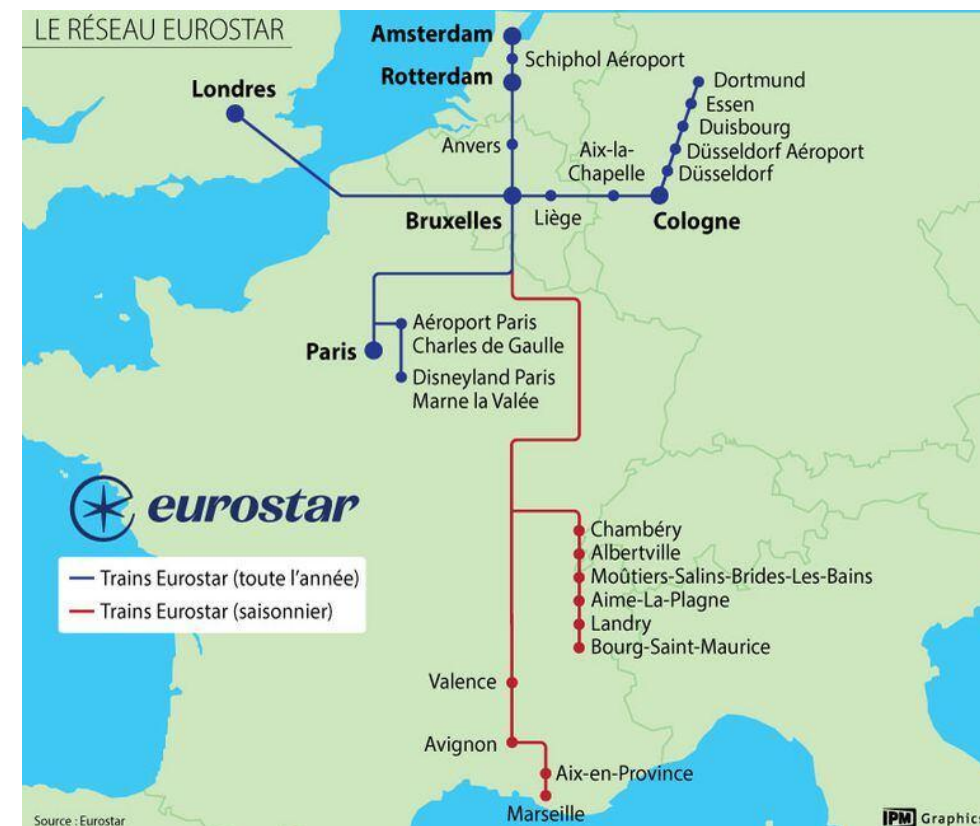 LE RÉSEAU EUROSTAR
Amsterdam
Schiphol Aéroport
Rotterdam
Londres
Dortmund
Essen
Duisbourg
Düsseldorf Aéroport
Düsseldorf
Anvers
Aix-la-
Chapelle
Bruxelles
Liège
Cologne
Aéroport Paris
Charles de Gaulle
Paris
Disneyland Paris
Marne la Valée
eurostar
Trains Eurostar (toute l'année)
Trains Eurostar (saisonnier)
Chambéry
Albertville
Moûtiers-Salins-Brides-Les-Bains
Aime-La-Plagne
Landry
Bourg-Saint-Maurice
Valence
Avignon
Aix-en-Provence
Marseille
Source : Eurostar
IPM Graphics